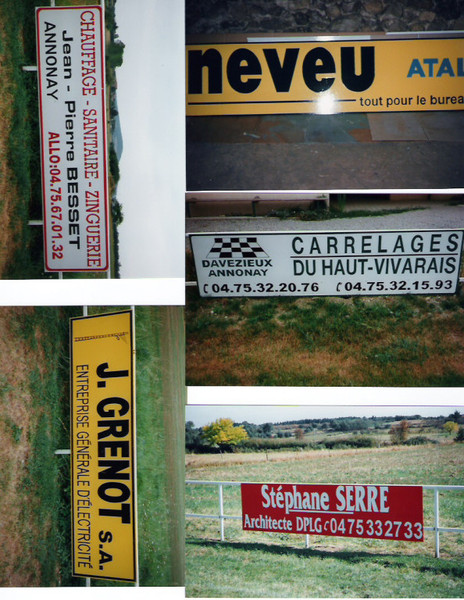 CHAUFFAGE - SANITAIRE - ZINGUERIE
Jean - Pierre BESSET
ANNONAY ALLO:04.75.67.01.32
neveu ATAL
tout pour le burea
DAVEZIEUX
ANNONAY
CARRELAGES
DU HAUT-VIVARAIS
04.75.32.20.76 04.75.32.15.93
J. GRENOT S.A.
ENTREPRISE GÉNÉRALE D'ÉLECTRICITÉ
Stéphane SERRE
Architecte DPLG 0475332733